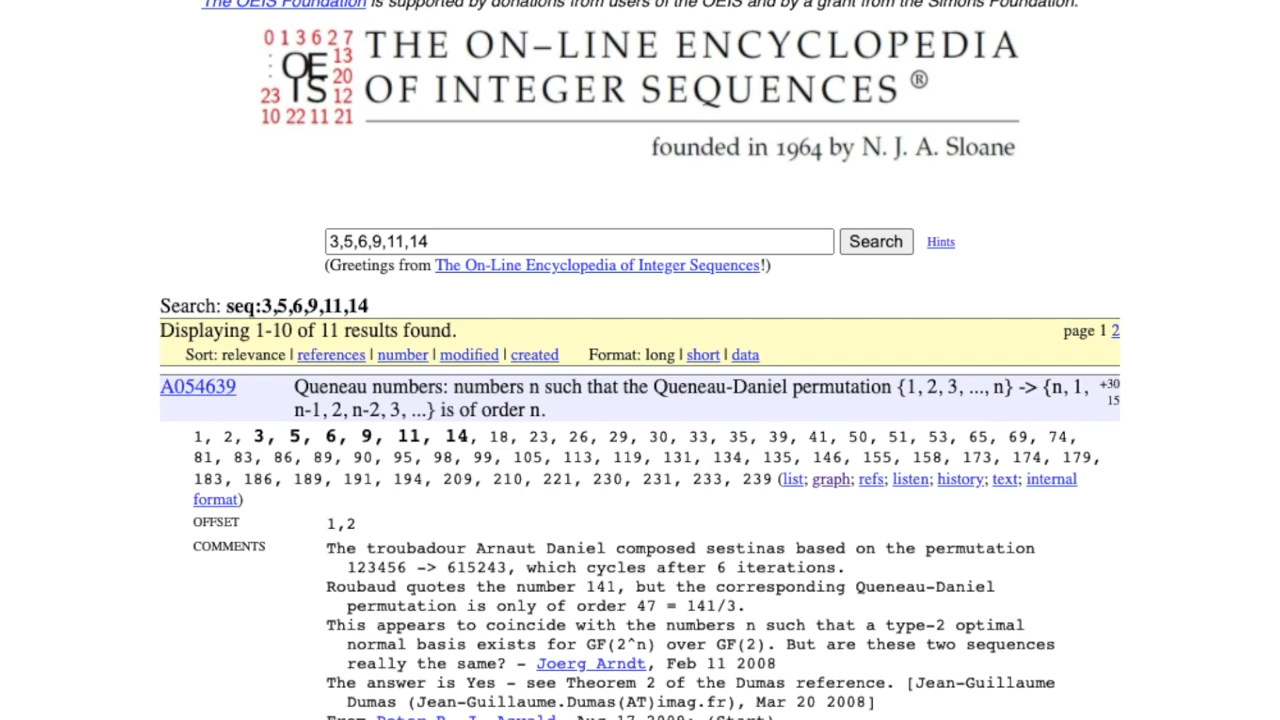 The OEIS Foundation is supported by donations from users of the OEIS and by a grant from the Simons Foundation.
0 1 3 6 2 7
13
20
23 12
10 22 11 21
OE
IS
THE ON–LINE ENCYCLOPEDIA
OF INTEGER SEQUENCES ®
founded in 1964 by N. J. A. Sloane
3,5,6,9,11,14 Search Hints
(Greetings from The On-Line Encyclopedia of Integer Sequences!)
Search: seq:3,5,6,9,11,14
Displaying 1-10 of 11 results found. page 1 2
Sort: relevance | references | number | modified | created Format: long | short | data
A054639 Queneau numbers: numbers n such that the Queneau-Daniel permutation {1, 2, 3, ..., n} -> {n, 1, +30
n-1, 2, n-2, 3, ...} is of order n. 15
1, 2, 3, 5, 6, 9, 11, 14, 18, 23, 26, 29, 30, 33, 35, 39, 41, 50, 51, 53, 65, 69, 74,
81, 83, 86, 89, 90, 95, 98, 99, 105, 113, 119, 131, 134, 135, 146, 155, 158, 173, 174, 179,
183, 186, 189, 191, 194, 209, 210, 221, 230, 231, 233, 239 (list; graph; refs; listen; history; text; internal
format)
OFFSET 1,2
COMMENTS The troubadour Arnaut Daniel composed sestinas based on the permutation
123456 -> 615243, which cycles after 6 iterations.
Roubaud quotes the number 141, but the corresponding Queneau-Daniel
permutation is only of order 47 = 141/3.
This appears to coincide with the numbers n such that a type-2 optimal
normal basis exists for GF(2^n) over GF(2). But are these two sequences
really the same? - Joerg Arndt, Feb 11 2008
The answer is Yes - see Theorem 2 of the Dumas reference. [Jean-Guillaume
Dumas (Jean-Guillaume.Dumas(AT)imag.fr), Mar 20 2008]